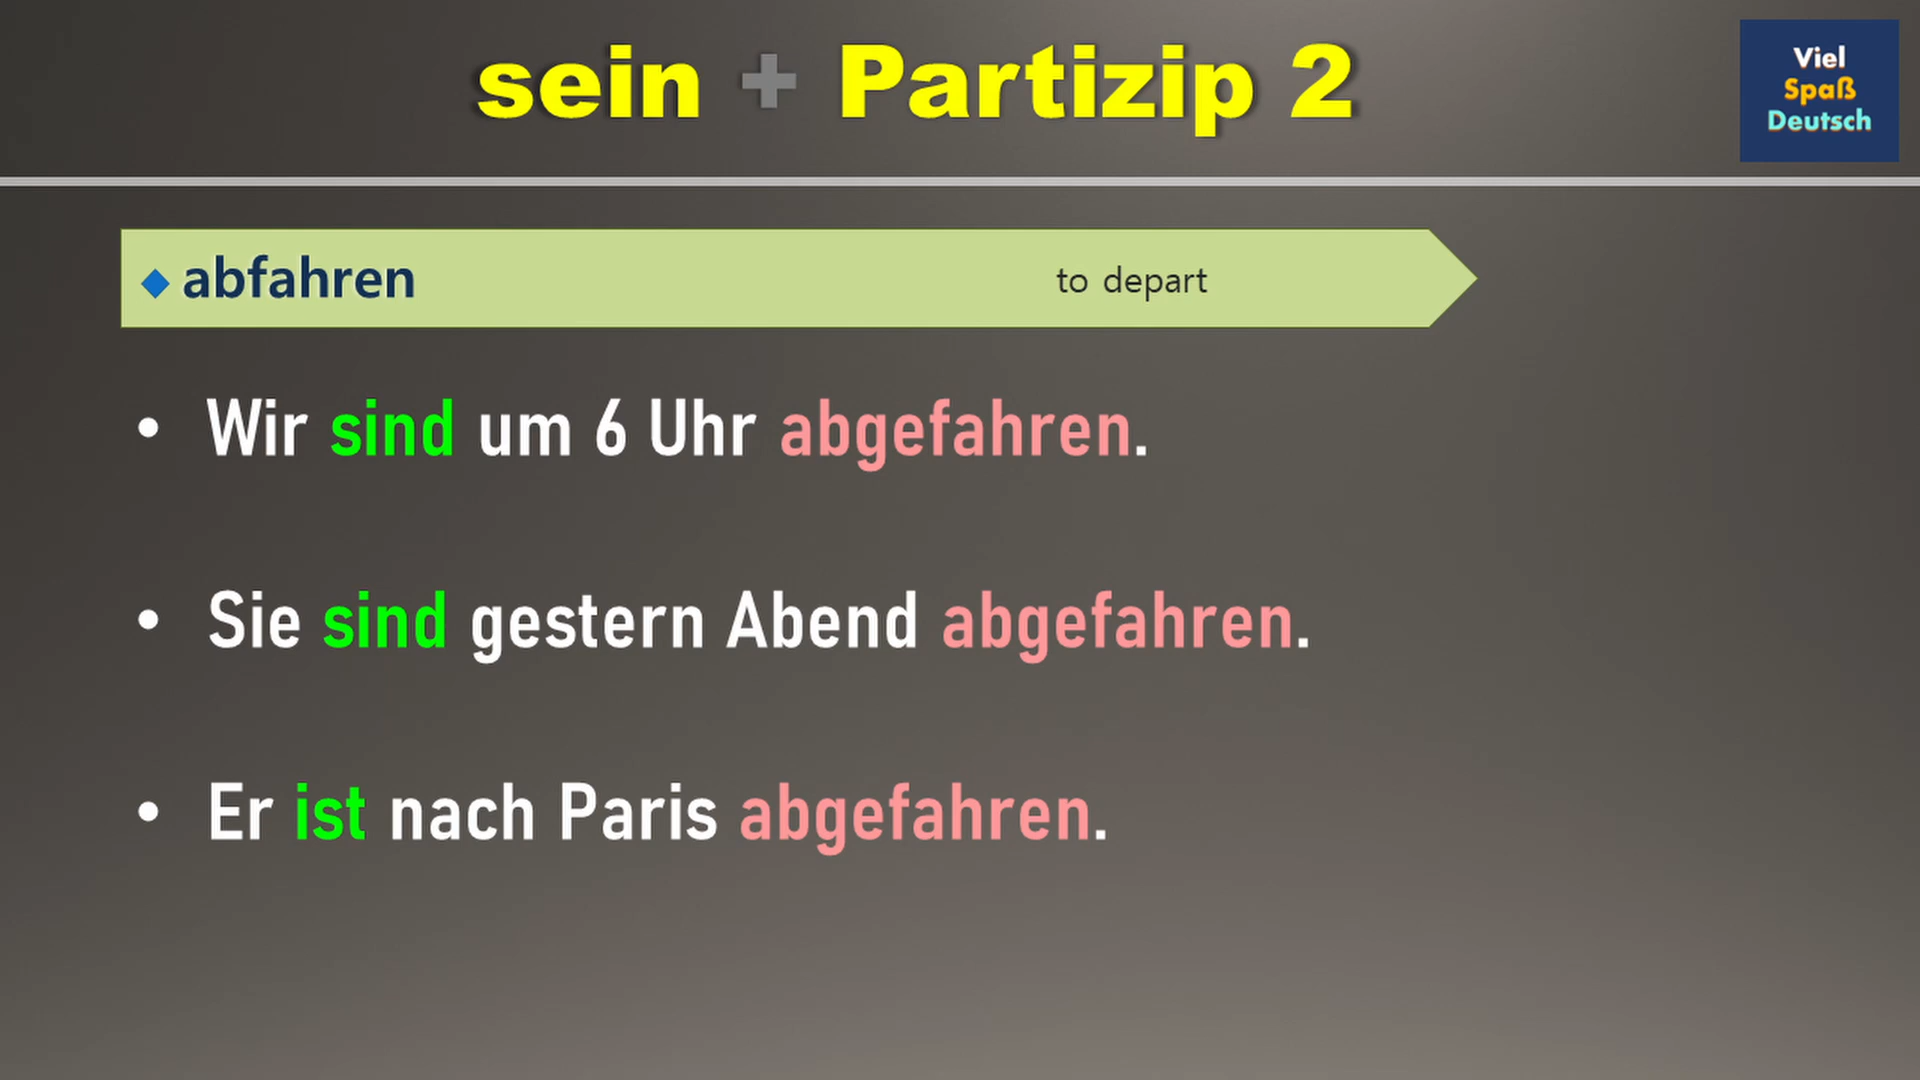 sein + Partizip 2
Viel
Spaß
Deutsch
abfahren to depart
• Wir sind um 6 Uhr abgefahren.
• Sie sind gestern Abend abgefahren.
• Er ist nach Paris abgefahren.